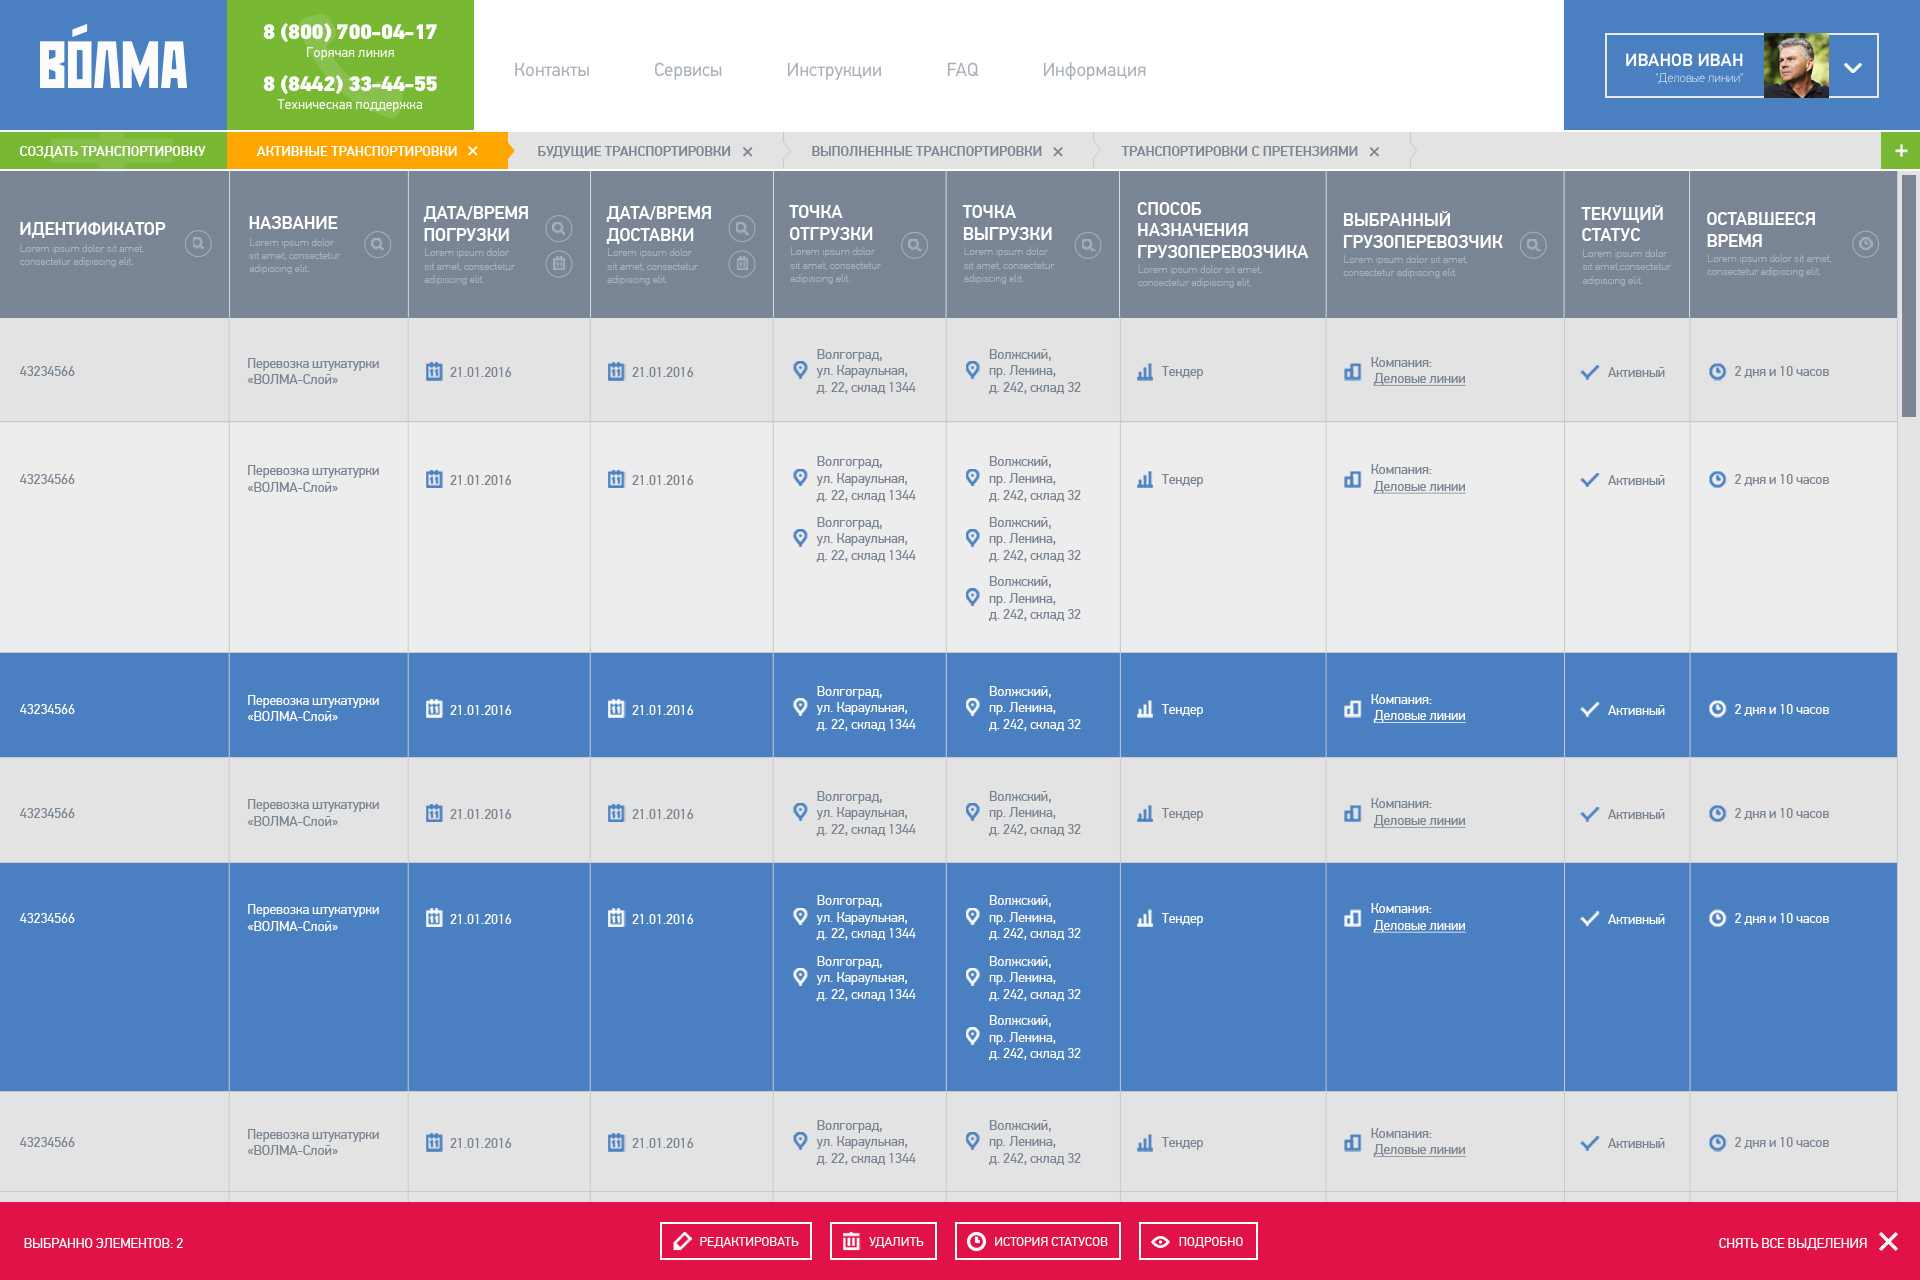 ВОЛМА
8 (800) 700-04-17
Горячая линия
8 (8442) 33-44-55
Техническая поддержка
Контакты
Сервисы
Инструкции
FAQ
Информация
ИВАНОВ ИВАН
"Деловые линии"
СОЗДАТЬ ТРАНСПОРТИРОВКУ
АКТИВНЫЕ ТРАНСПОРТИРОВКИ
БУДУЩИЕ ТРАНСПОРТИРОВКИ
ВЫПОЛНЕННЫЕ ТРАНСПОРТИРОВКИ
ТРАНСПОРТИРОВКИ С ПРЕТЕНЗИЯМИ
ИДЕНТИФИКАТОР
Lorem ipsum dolor sit amet,
consectetur adipiscing elit.
НАЗВАНИЕ
Lorem ipsum dolor
sit amet, consectetur
adipiscing elit.
ДАТА/ВРЕМЯ
ПОГРУЗКИ
Lorem ipsum dolor
sit amet, consectetur
adipiscing elit.
ДАТА/ВРЕМЯ
ДОСТАВКИ
Lorem ipsum dolor
sit amet, consectetur
adipiscing elit.
ТОЧКА
ОТГРУЗКИ
Lorem ipsum dolor
sit amet, consectetur
adipiscing elit.
ТОЧКА
ВЫГРУЗКИ
Lorem ipsum dolor
sit amet, consectetur
adipiscing elit.
СПОСОБ
НАЗНАЧЕНИЯ
ГРУЗОПЕРЕВОЗЧИКА
Lorem ipsum dolor sit amet,
consectetur adipiscing elit.
ВЫБРАННЫЙ
ГРУЗОПЕРЕВОЗЧИК
Lorem ipsum dolor sit amet,
consectetur adipiscing elit.
ТЕКУЩИЙ
СТАТУС
Lorem ipsum dolor
sit amet,consectetur
adipiscing elit.
ОСТАВШЕЕСЯ
ВРЕМЯ
Lorem ipsum dolor sit amet,
consectetur adipiscing elit.
43234566
Перевозка штукатурки
«ВОЛМА-Слой»
21.01.2016
21.01.2016
Волгоград,
ул. Караульная,
д. 22, склад 1344
Волжский,
пр. Ленина,
д. 242, склад 32
Тендер
Компания:
Деловые линии
Активный
2 дня и 10 часов
43234566
Перевозка штукатурки
«ВОЛМА-Слой»
21.01.2016
21.01.2016
Волгоград,
ул. Караульная,
д. 22, склад 1344
Волгоград,
ул. Караульная,
д. 22, склад 1344
Волжский,
пр. Ленина,
д. 242, склад 32
Волжский,
пр. Ленина,
д. 242, склад 32
Волжский,
пр. Ленина,
д. 242, склад 32
Тендер
Компания:
Деловые линии
Активный
2 дня и 10 часов
43234566
Перевозка штукатурки
«ВОЛМА-Слой»
21.01.2016
21.01.2016
Волгоград,
ул. Караульная,
д. 22, склад 1344
Волжский,
пр. Ленина,
д. 242, склад 32
Тендер
Компания:
Деловые линии
Активный
2 дня и 10 часов
43234566
Перевозка штукатурки
«ВОЛМА-Слой»
21.01.2016
21.01.2016
Волгоград,
ул. Караульная,
д. 22, склад 1344
Волжский,
пр. Ленина,
д. 242, склад 32
Тендер
Компания:
Деловые линии
Активный
2 дня и 10 часов
43234566
Перевозка штукатурки
«ВОЛМА-Слой»
21.01.2016
21.01.2016
Волгоград,
ул. Караульная,
д. 22, склад 1344
Волгоград,
ул. Караульная,
д. 22, склад 1344
Волжский,
пр. Ленина,
д. 242, склад 32
Волжский,
пр. Ленина,
д. 242, склад 32
Волжский,
пр. Ленина,
д. 242, склад 32
Тендер
Компания:
Деловые линии
Активный
2 дня и 10 часов
43234566
Перевозка штукатурки
«ВОЛМА-Слой»
21.01.2016
21.01.2016
Волгоград,
ул. Караульная,
д. 22, склад 1344
Волжский,
пр. Ленина,
д. 242, склад 32
Тендер
Компания:
Деловые линии
Активный
2 дня и 10 часов
ВЫБРАННО ЭЛЕМЕНТОВ: 2
РЕДАКТИРОВАТЬ
УДАЛИТЬ
ИСТОРИЯ СТАТУСОВ
ПОДРОБНО
СНЯТЬ ВСЕ ВЫДЕЛЕНИЯ